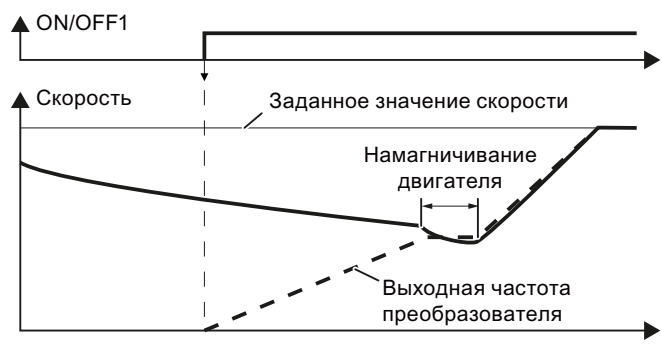 ON/OFF1
Скорость
Заданное значение скорости
Намагничивание
двигателя
Выходная частота
преобразователя